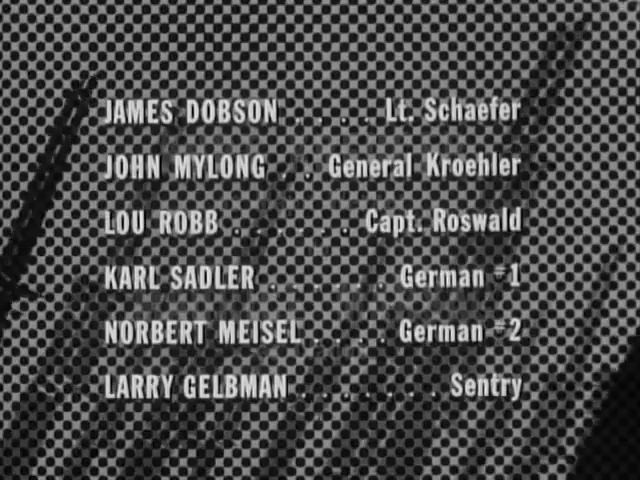 JAMES DOBSON . . . . Lt. Schaefer
JOHN MYLONG . . General Kroehler
LOU ROBB . . . . . . Capt. Roswald
KARL SADLER . . . . . . German #1
NORBERT MEISEL . . . . German #2
LARRY GELBMAN . . . . . . . Sentry